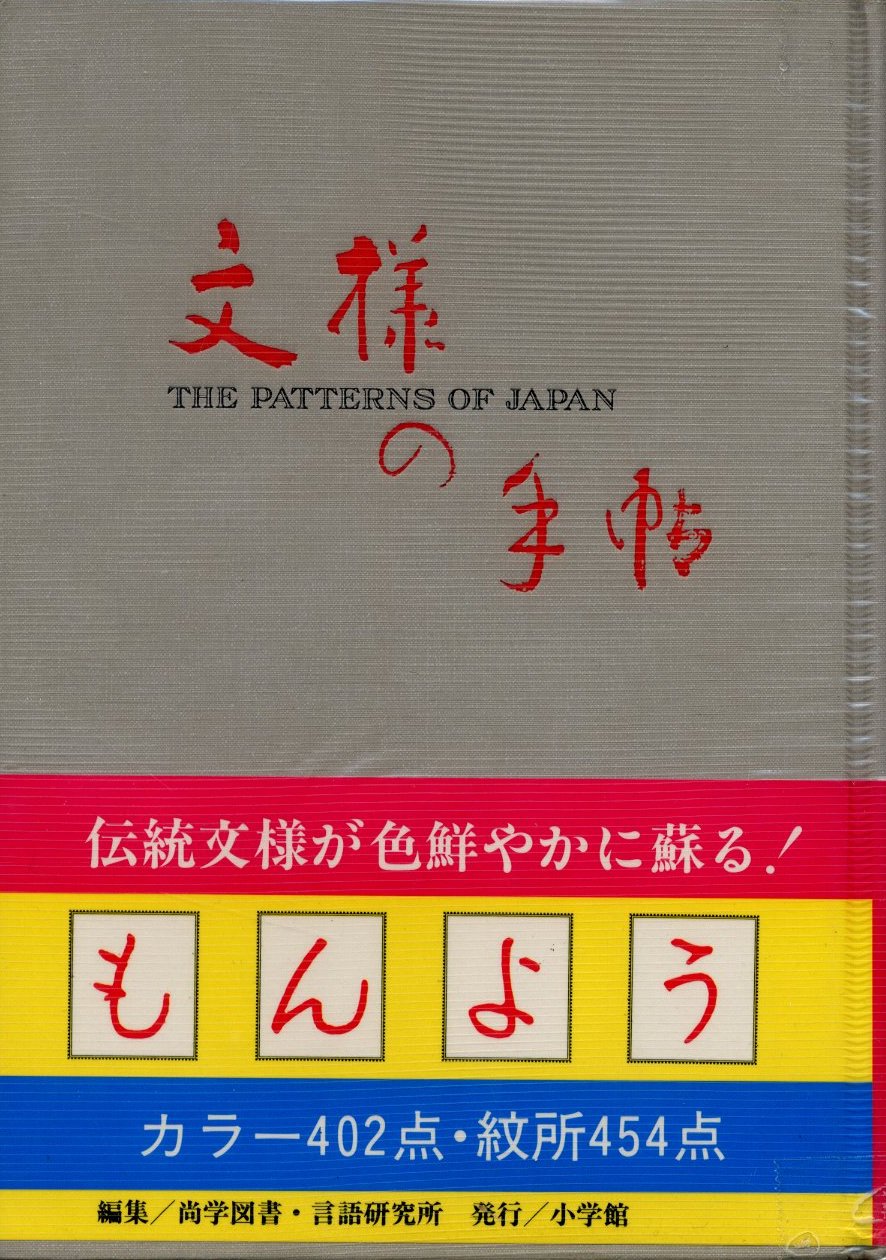 文様
THE PATTERNS OF JAPAN
の
手帖
伝統文様が色鮮やかに蘇る!
もんよう
カラー402点・紋所454点
編集/尚学図書・言語研究所 発行/小学館